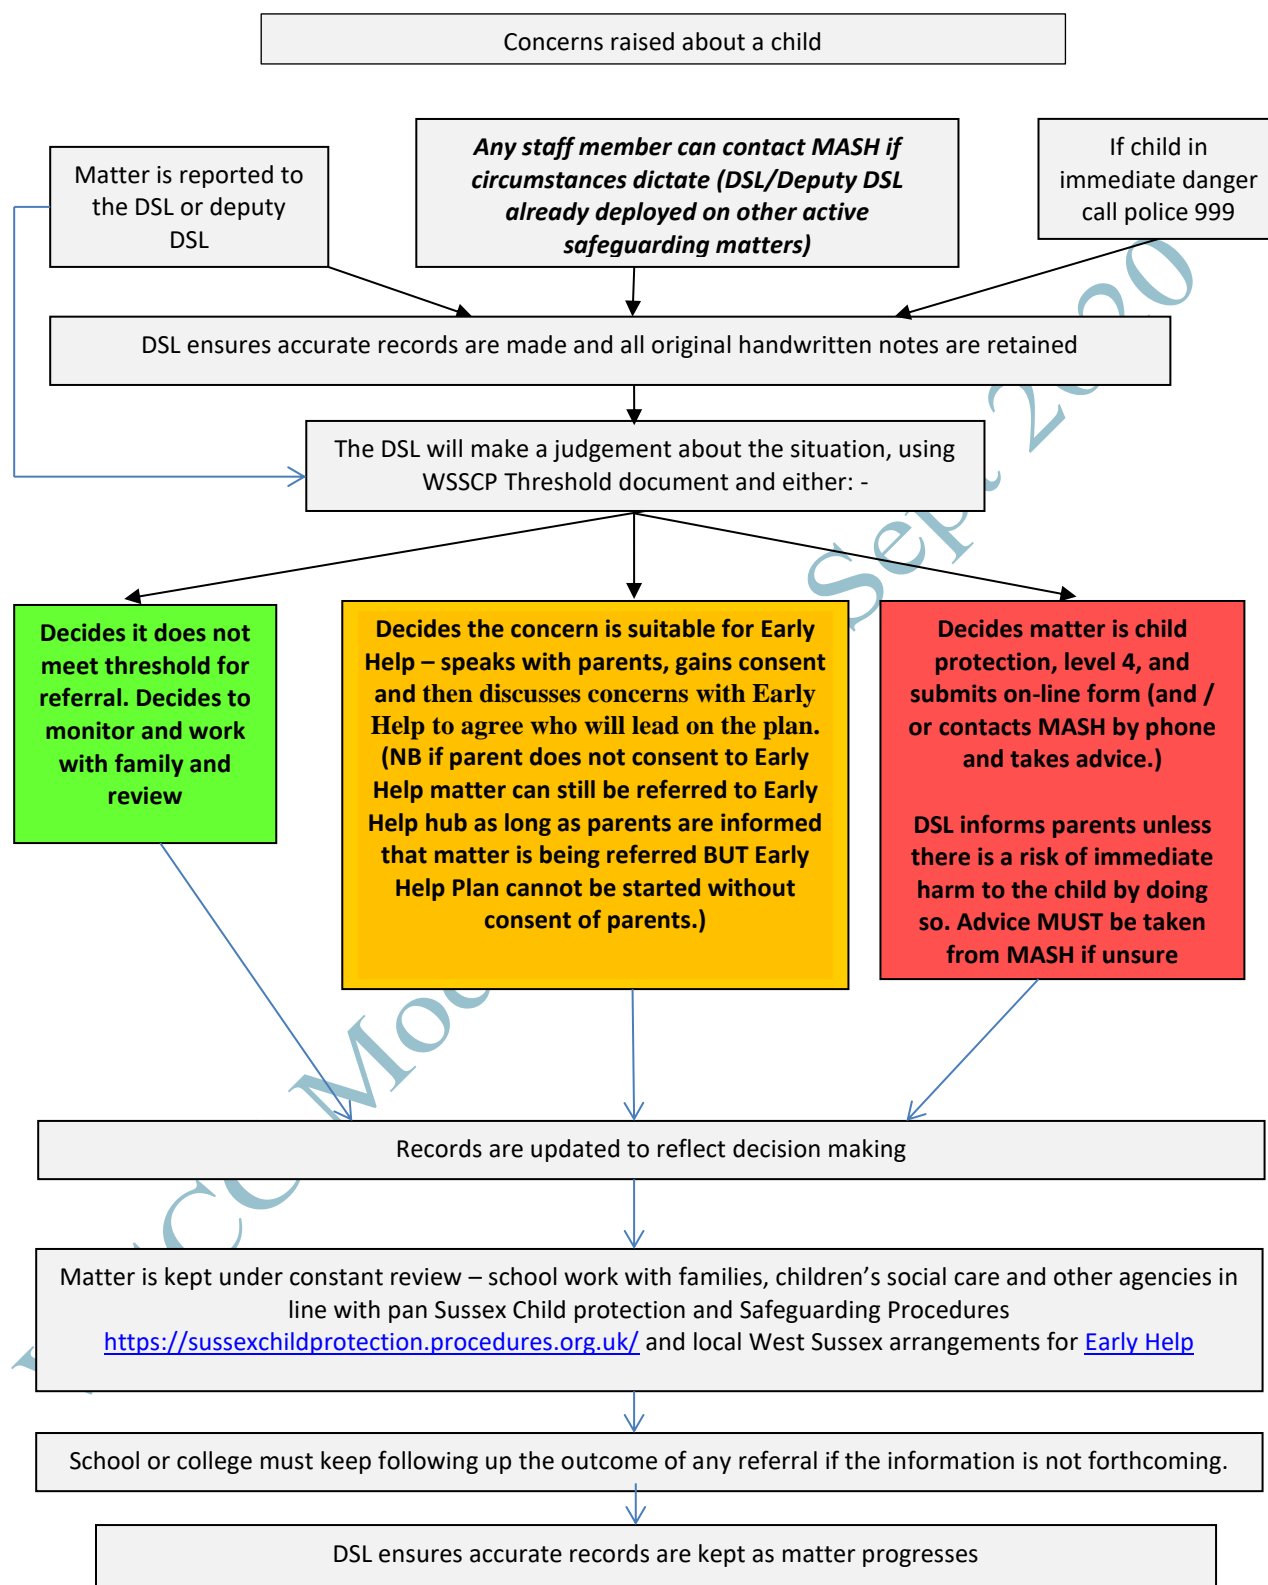 Concerns raised about a child
Matter is reported to
the DSL or deputy
DSL
Any staff member can contact MASH if
circumstances dictate (DSL/Deputy DSL
already deployed on other active
safeguarding matters)
If child in
immediate danger
call police 999
DSL ensures accurate records are made and all original handwritten notes are retained
The DSL will make a judgement about the situation, using
WSSCP Threshold document and either: -
Decides it does not
meet threshold for
referral. Decides to
monitor and work
with family and
review
Decides the concern is suitable for Early
Help – speaks with parents, gains consent
and then discusses concerns with Early
Help to agree who will lead on the plan.
(NB if parent does not consent to Early
Help matter can still be referred to Early
Help hub as long as parents are informed
that matter is being referred BUT Early
Help Plan cannot be started without
consent of parents.)
Decides matter is child
protection, level 4, and
submits on-line form (and /
or contacts MASH by phone
and takes advice.)
DSL informs parents unless
there is a risk of immediate
harm to the child by doing
so. Advice MUST be taken
from MASH if unsure
Records are updated to reflect decision making
Matter is kept under constant review – school work with families, children’s social care and other agencies in
line with pan Sussex Child protection and Safeguarding Procedures
https://sussexchildprotection.procedures.org.uk/ and local West Sussex arrangements for Early Help
School or college must keep following up the outcome of any referral if the information is not forthcoming.
DSL ensures accurate records are kept as matter progresses
Sept 2020